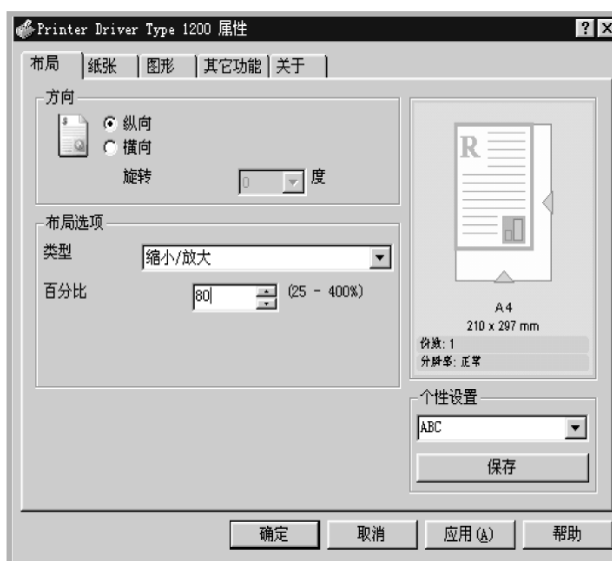 Printer Driver Type 1200 属性
布局 纸张 图形 其它功能 关于
方向
纵向
横向
旋转 0 度
布局选项
类型 缩小/放大
百分比 80 (25 - 400%)
R
A4
210 x 297 mm
份数: 1
分辨率: 正常
个性设置
ABC
保存
确定 取消 应用(A) 帮助